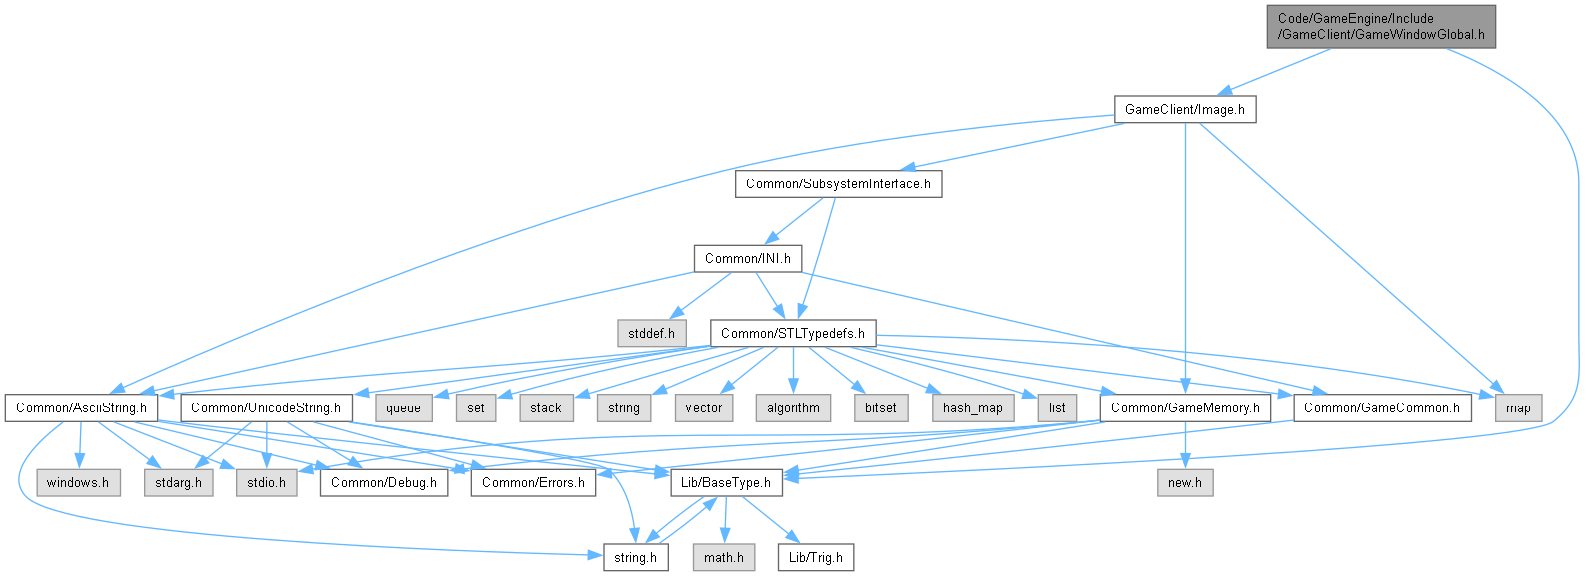 Code/GameEngine/Include
/GameClient/GameWindowGlobal.h
GameClient/Image.h
Common/SubsystemInterface.h
Common/INI.h
stddef.h
Common/STLTypedefs.h
Common/AsciiString.h
Common/UnicodeString.h
queue
set
stack
string
vector
algorithm
bitset
hash_map
list
Common/GameMemory.h
Common/GameCommon.h
map
windows.h
stdarg.h
stdio.h
Common/Debug.h
Common/Errors.h
Lib/BaseType.h
new.h
string.h
math.h
Lib/Trig.h